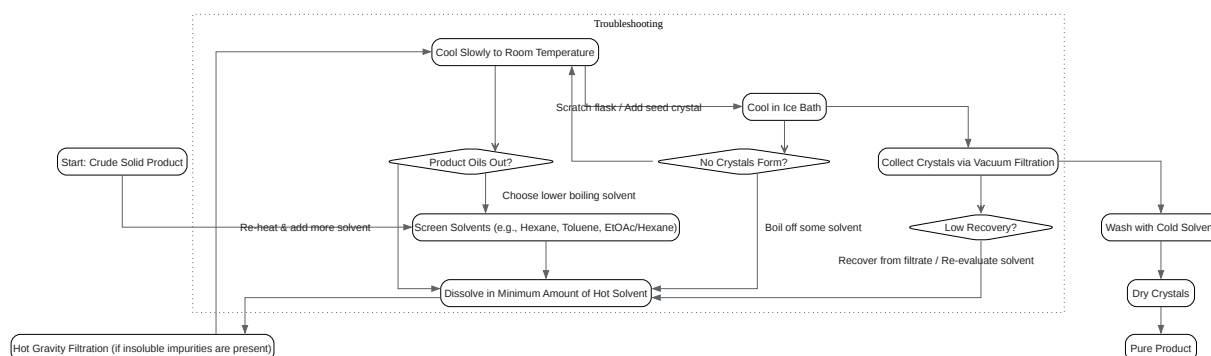 Troubleshooting
Cool Slowly to Room Temperature
Scratch flask / Add seed crystal
Cool in Ice Bath
Start: Crude Solid Product
Product Oils Out?
No Crystals Form?
Collect Crystals via Vacuum Filtration
Choose lower boiling solvent
Re-heat & add more solvent
Screen Solvents (e.g., Hexane, Toluene, EtOAc/Hexane)
Boil off some solvent
Low Recovery?
Wash with Cold Solvent
Recover from filtrate / Re-evaluate solvent
Dissolve in Minimum Amount of Hot Solvent
Dry Crystals
Hot Gravity Filtration (if insoluble impurities are present)
Pure Product